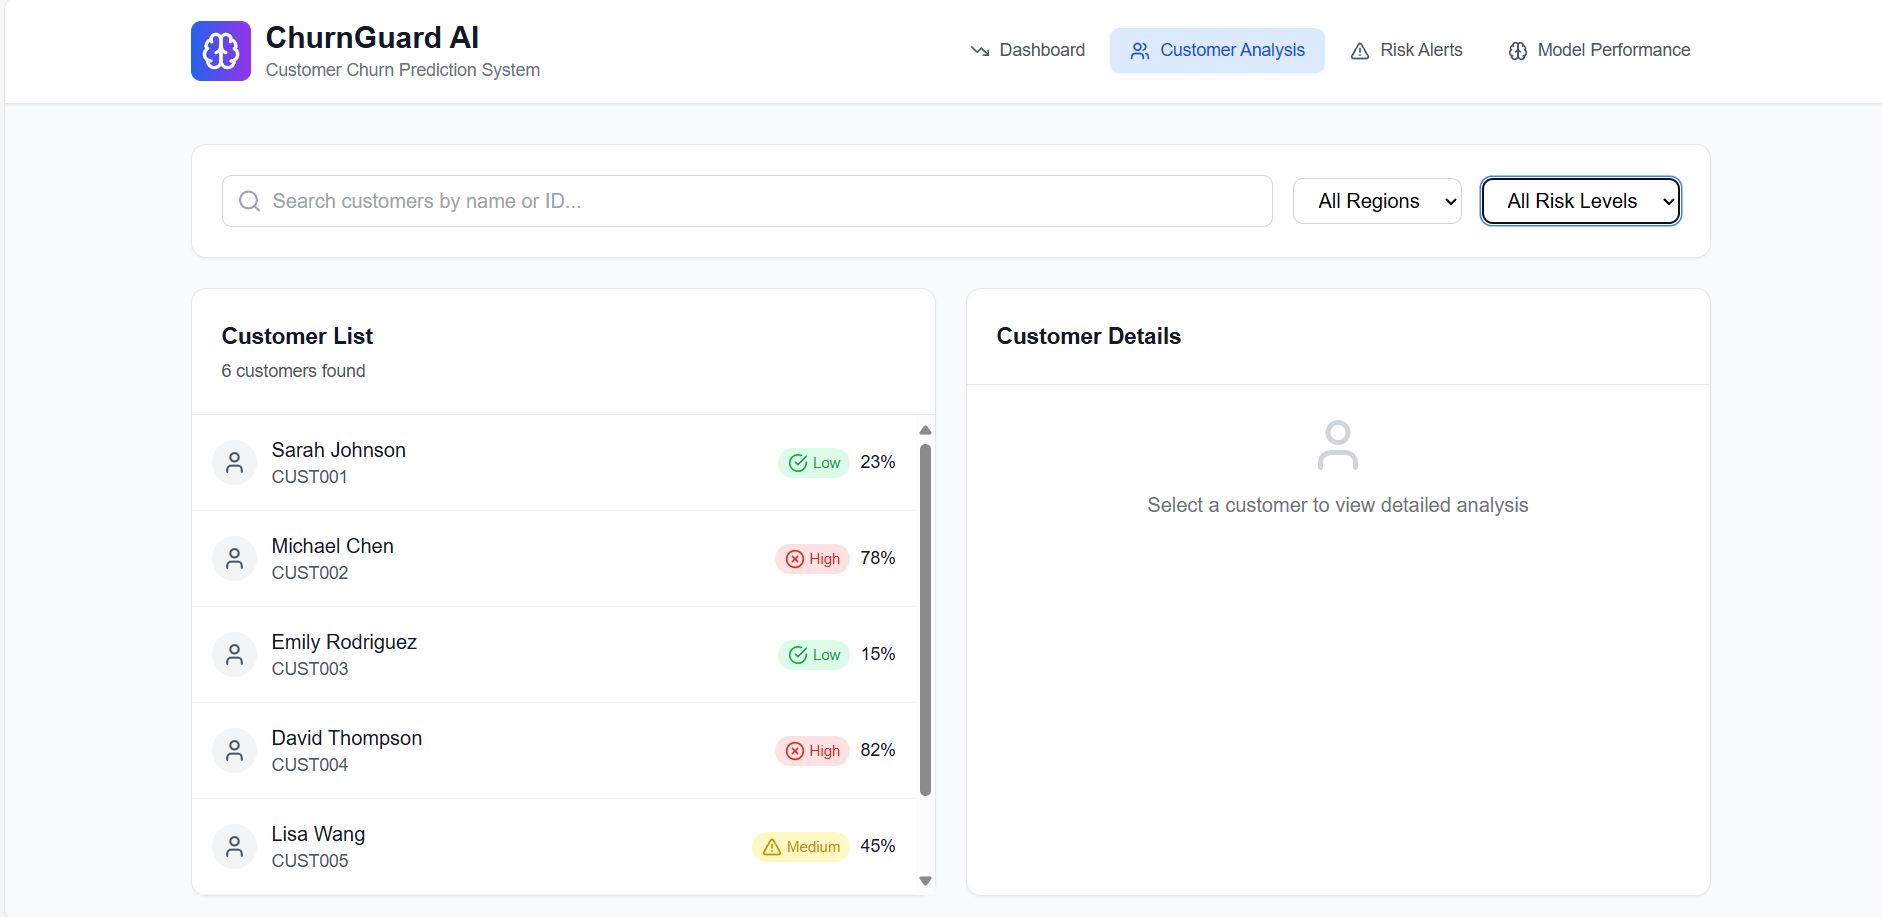 ChurnGuard AI
Customer Churn Prediction System
Dashboard
Customer Analysis
Risk Alerts
Model Performance
Search customers by name or ID...
All Regions
All Risk Levels
Customer List
6 customers found
Sarah Johnson
CUST001
Low 23%
Michael Chen
CUST002
High 78%
Emily Rodriguez
CUST003
Low 15%
David Thompson
CUST004
High 82%
Lisa Wang
CUST005
Medium 45%
Customer Details
Select a customer to view detailed analysis